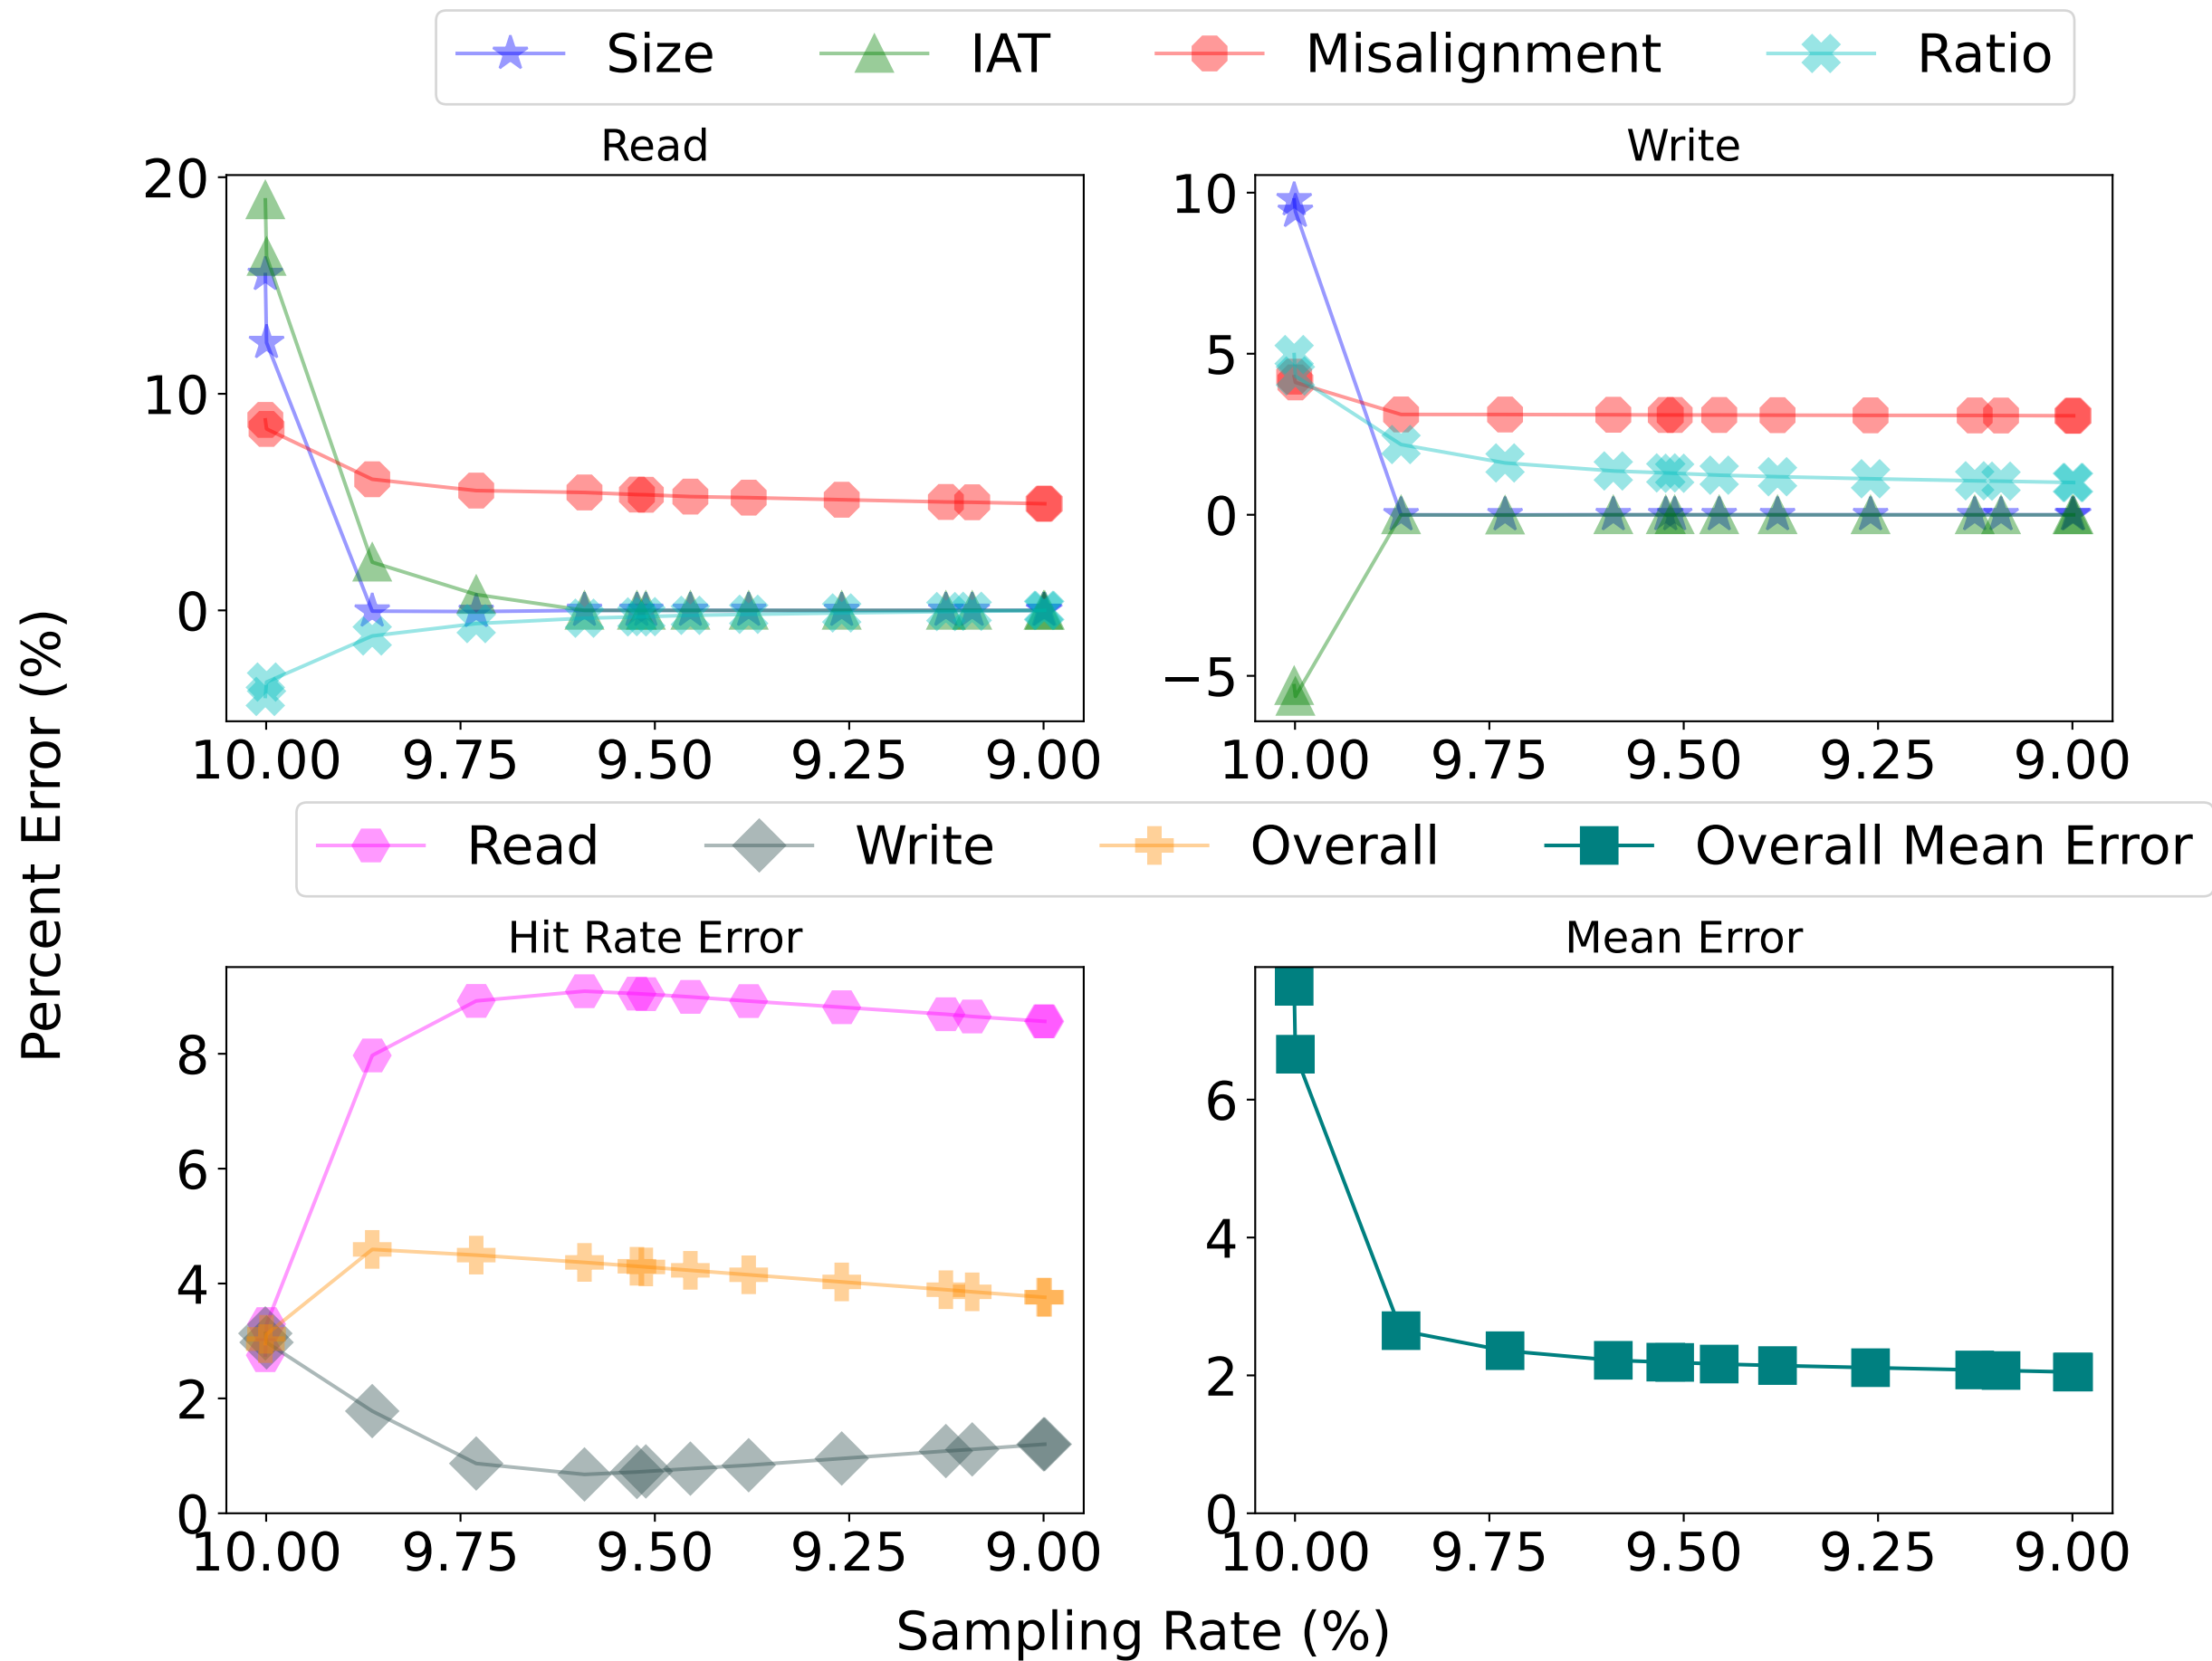 Size IAT Misalignment Ratio
Read Write
20
10
0
10
5
0
−5
10.00 9.75 9.50 9.25 9.00
10.00 9.75 9.50 9.25 9.00
Percent Error (%)
Read Write Overall Overall Mean Error
Hit Rate Error Mean Error
8
6
4
2
0
6
4
2
0
10.00 9.75 9.50 9.25 9.00
10.00 9.75 9.50 9.25 9.00
Sampling Rate (%)